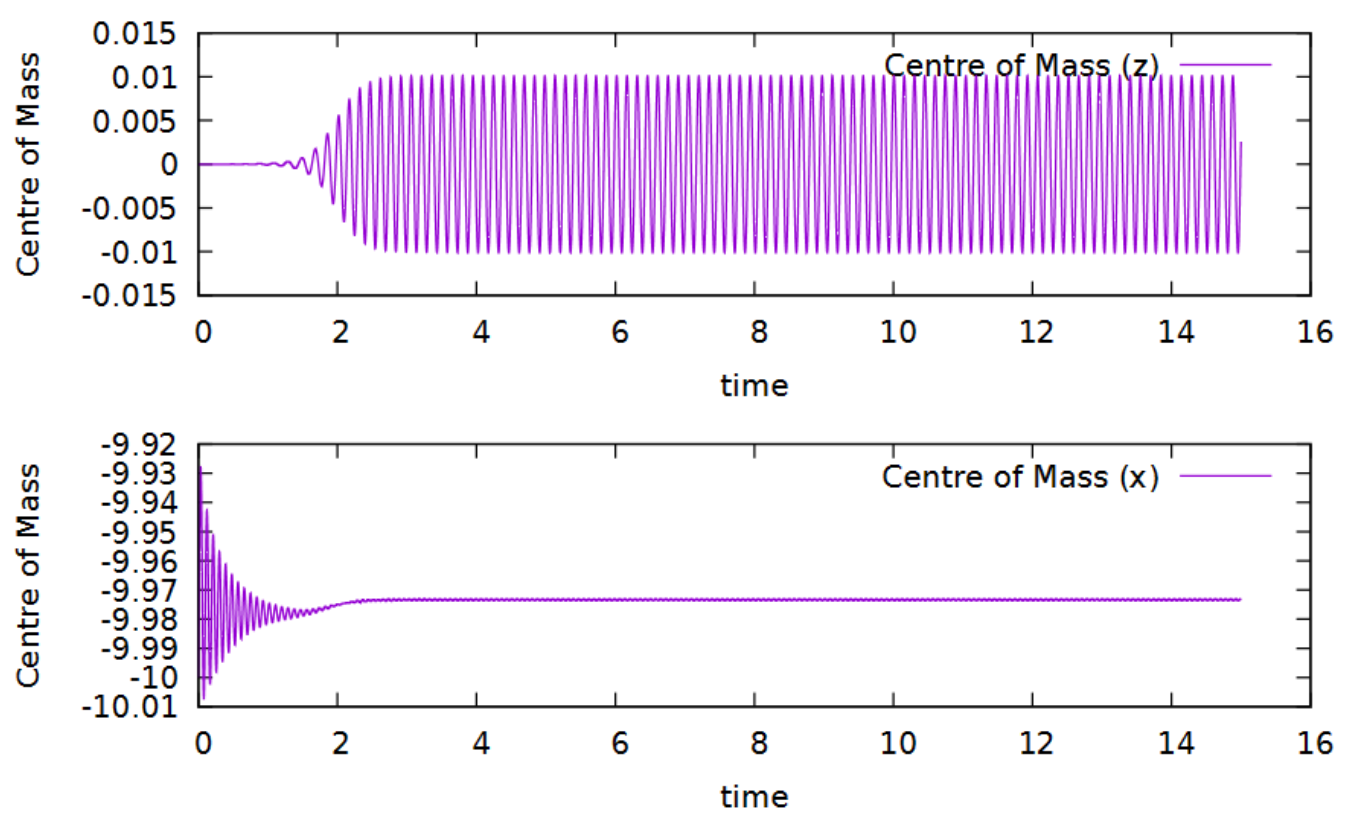 0.015
0.01
0.005
0
-0.005
-0.01
-0.015
Centre of Mass
Centre of Mass (z)
0 2 4 6 8 10 12 14 16
time
-9.92
-9.93
-9.94
-9.95
-9.96
-9.97
-9.98
-9.99
-10
-10.01
Centre of Mass
Centre of Mass (x)
0 2 4 6 8 10 12 14 16
time